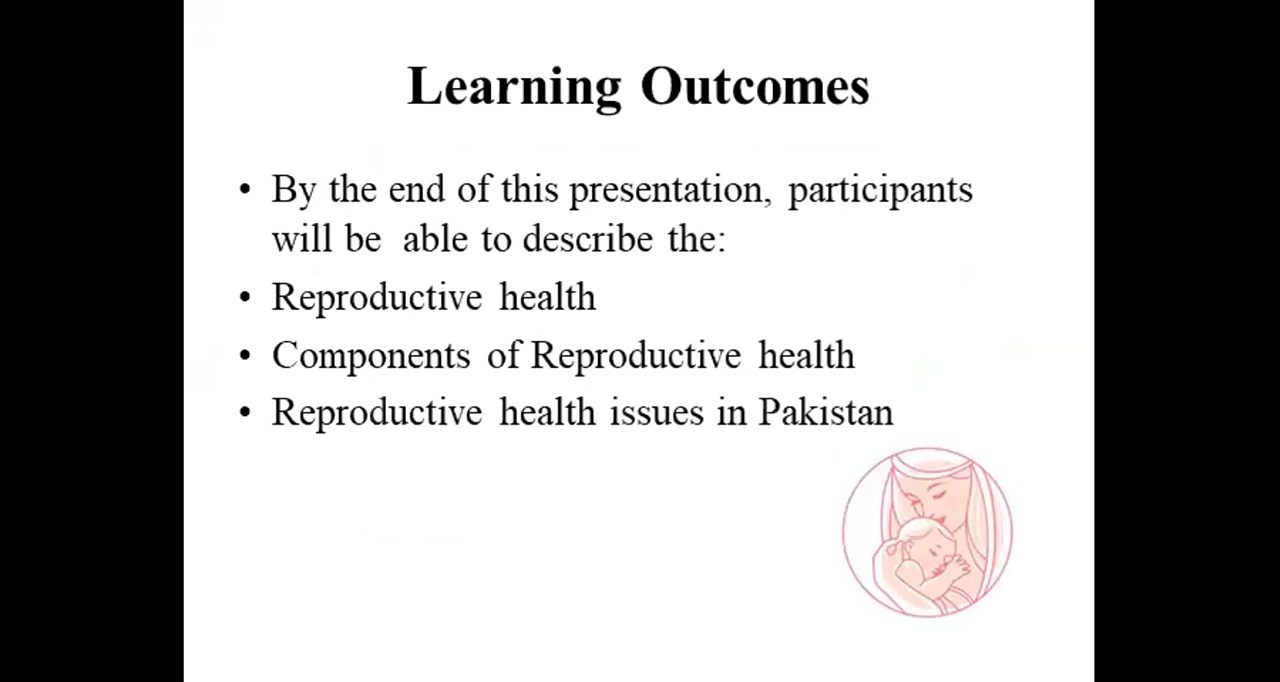 Learning Outcomes
• By the end of this presentation, participants
will be able to describe the:
• Reproductive health
• Components of Reproductive health
• Reproductive health issues in Pakistan